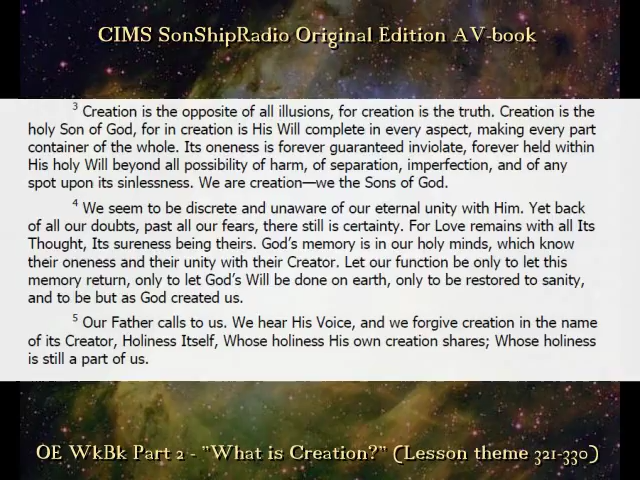 CIMS SonShipRadio Original Edition AV-book
3 Creation is the opposite of all illusions, for creation is the truth. Creation is the
holy Son of God, for in creation is His Will complete in every aspect, making every part
container of the whole. Its oneness is forever guaranteed inviolate, forever held within
His holy Will beyond all possibility of harm, of separation, imperfection, and of any
spot upon its sinlessness. We are creation—we the Sons of God.
4 We seem to be discrete and unaware of our eternal unity with Him. Yet back
of all our doubts, past all our fears, there still is certainty. For Love remains with all Its
Thought, Its sureness being theirs. God's memory is in our holy minds, which know
their oneness and their unity with their Creator. Let our function be only to let this
memory return, only to let God's Will be done on earth, only to be restored to sanity,
and to be but as God created us.
5 Our Father calls to us. We hear His Voice, and we forgive creation in the name
of its Creator, Holiness Itself, Whose holiness His own creation shares; Whose holiness
is still a part of us.
OE WkBk Part 2 - "What is Creation?" (Lesson theme 321-330)